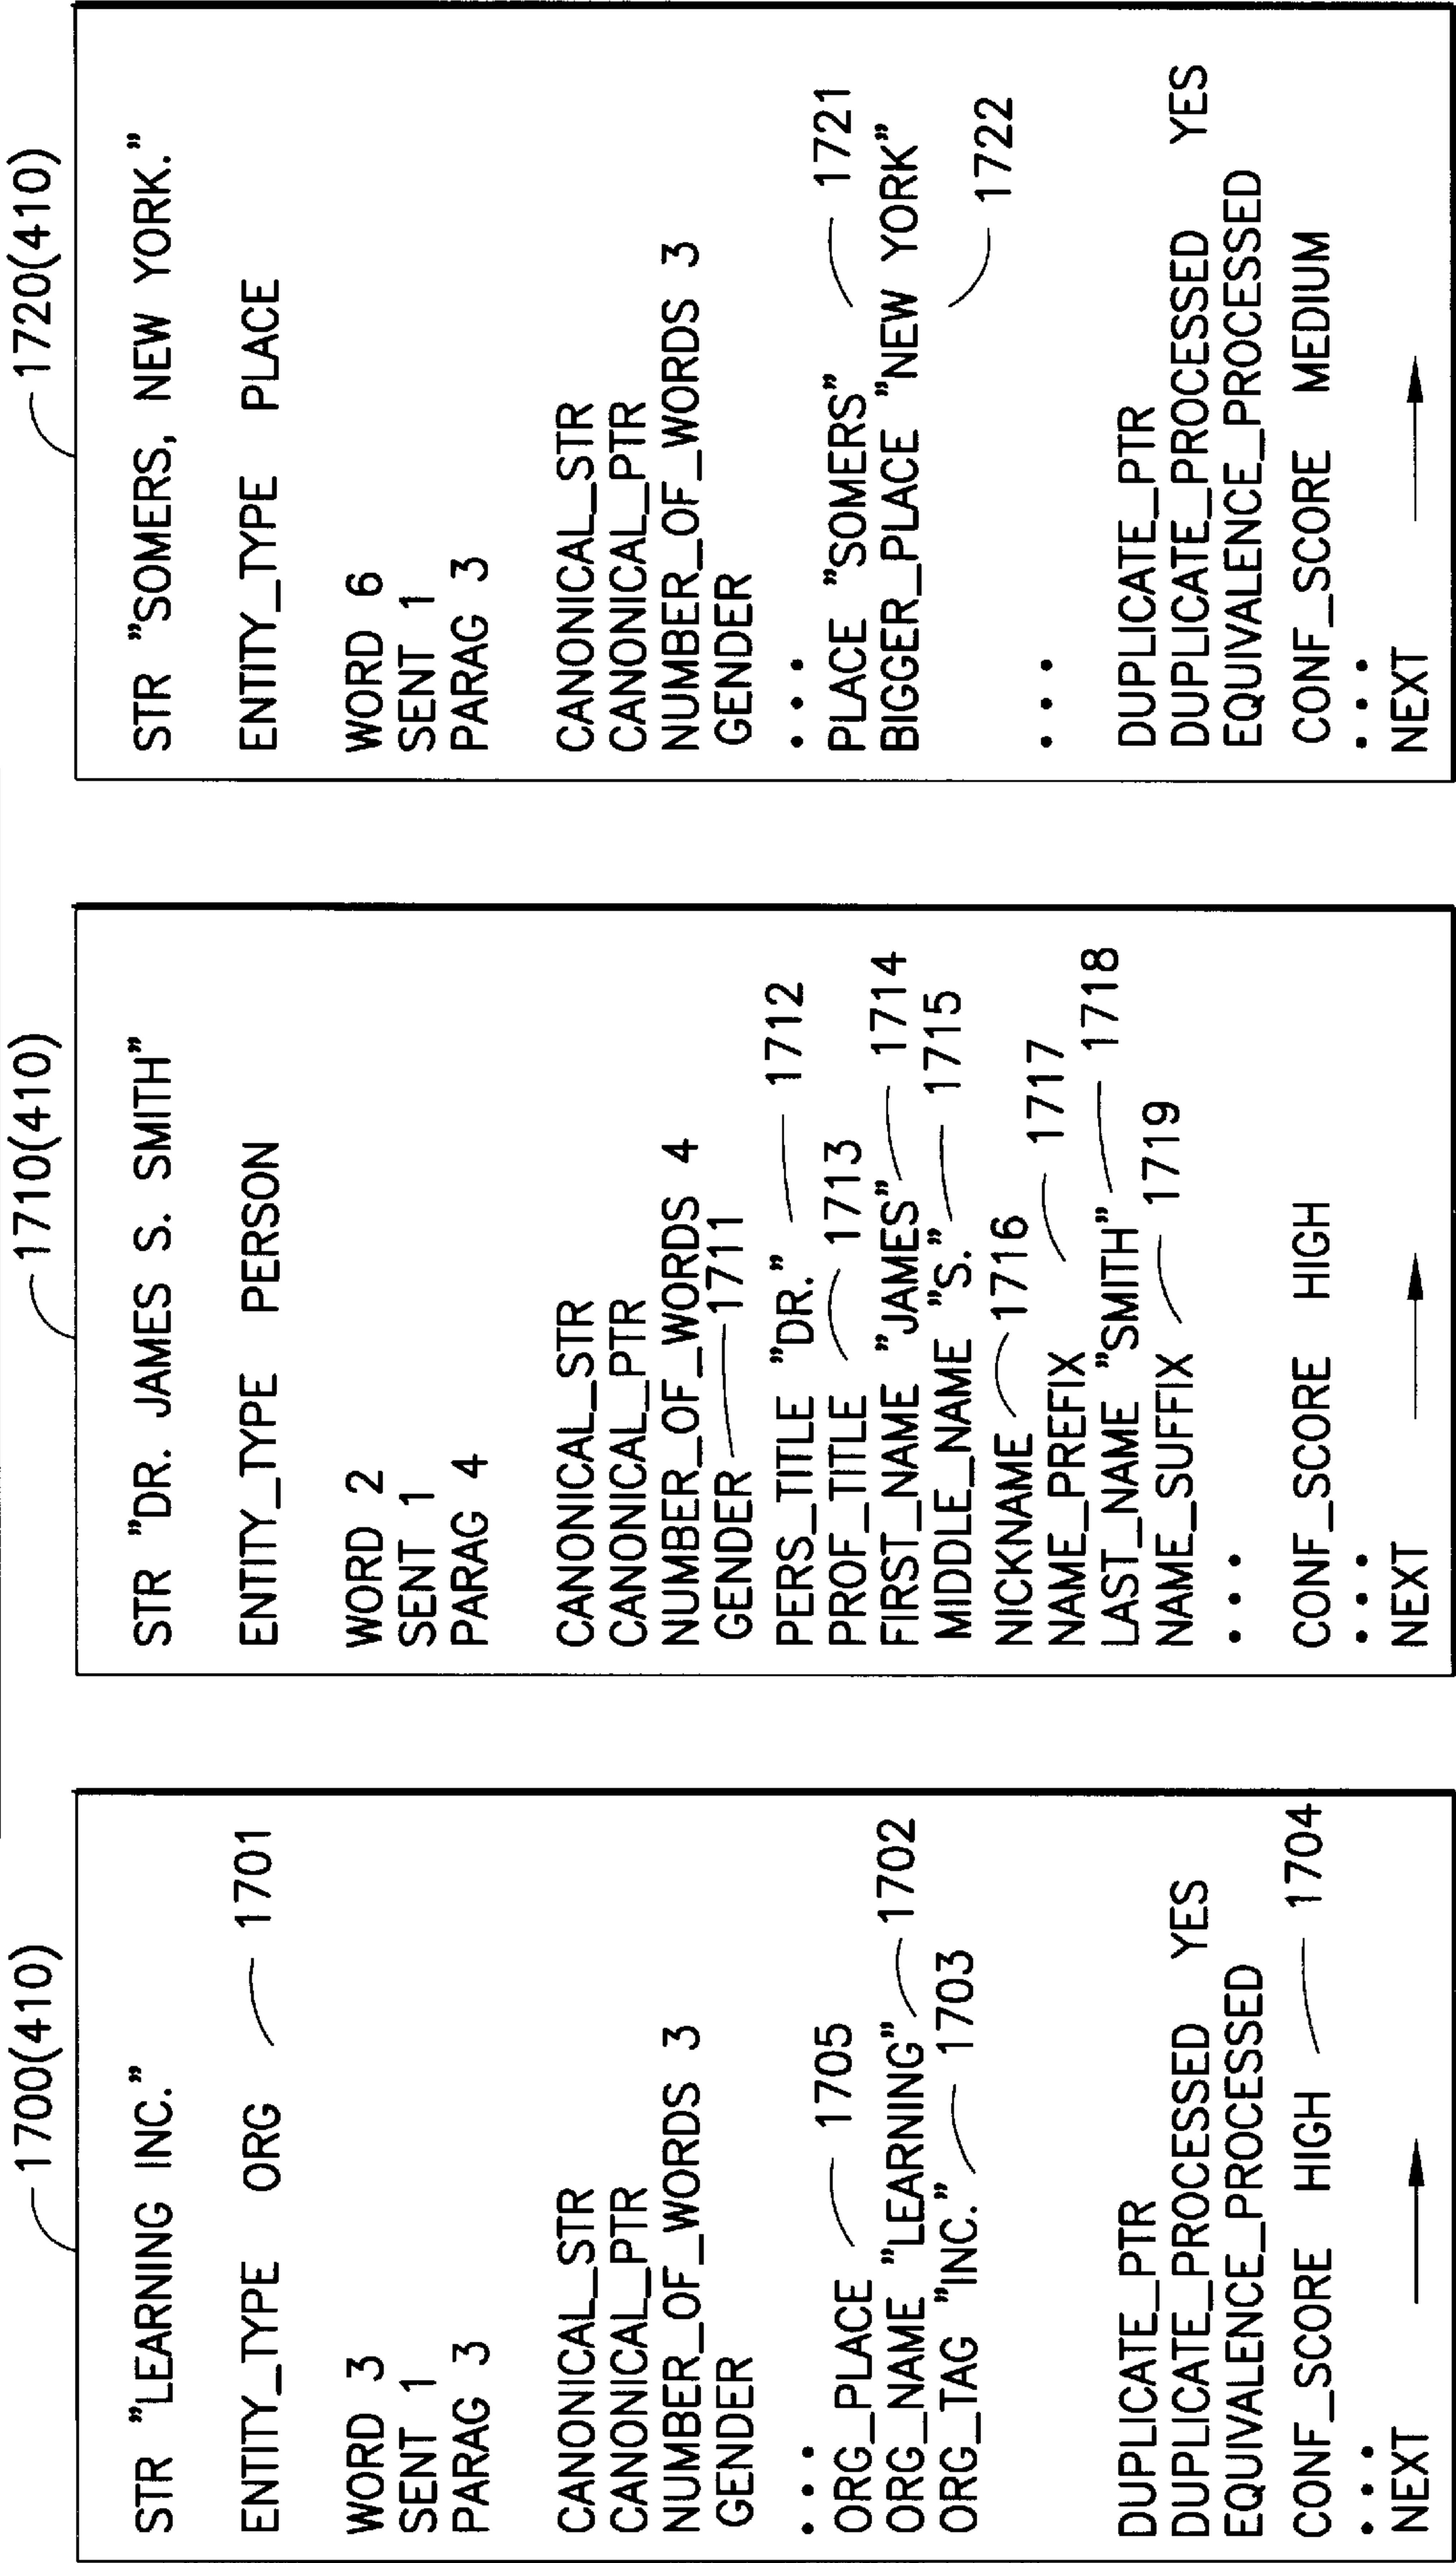 1700(410)
STR "LEARNING INC."
ENTITY_TYPE ORG 1701
WORD 3
SENT 1
PARAG 3
CANONICAL_STR
CANONICAL_PTR
NUMBER_OF_WORDS 3
GENDER
...
ORG_PLACE 1705
ORG_NAME "LEARNING" 1702
ORG_TAG "INC." 1703
DUPLICATE_PTR
DUPLICATE_PROCESSED YES
EQUIVALENCE_PROCESSED
CONF_SCORE HIGH 1704
...
NEXT
1710(410)
STR "DR. JAMES S. SMITH"
ENTITY_TYPE PERSON
WORD 2
SENT 1
PARAG 4
CANONICAL_STR
CANONICAL_PTR
NUMBER_OF_WORDS 4
GENDER 1711
PERS_TITLE "DR." 1712
PROF_TITLE 1713
FIRST_NAME "JAMES" 1714
MIDDLE_NAME "S." 1715
NICKNAME 1716
NAME_PREFIX 1717
LAST_NAME "SMITH" 1718
NAME_SUFFIX 1719
...
CONF_SCORE HIGH
...
NEXT
1720(410)
STR "SOMERS, NEW YORK."
ENTITY_TYPE PLACE
WORD 6
SENT 1
PARAG 3
CANONICAL_STR
CANONICAL_PTR
NUMBER_OF_WORDS 3
GENDER
...
PLACE "SOMERS" 1721
BIGGER_PLACE "NEW YORK"
1722
...
DUPLICATE_PTR
DUPLICATE_PROCESSED YES
EQUIVALENCE_PROCESSED
CONF_SCORE MEDIUM
...
NEXT